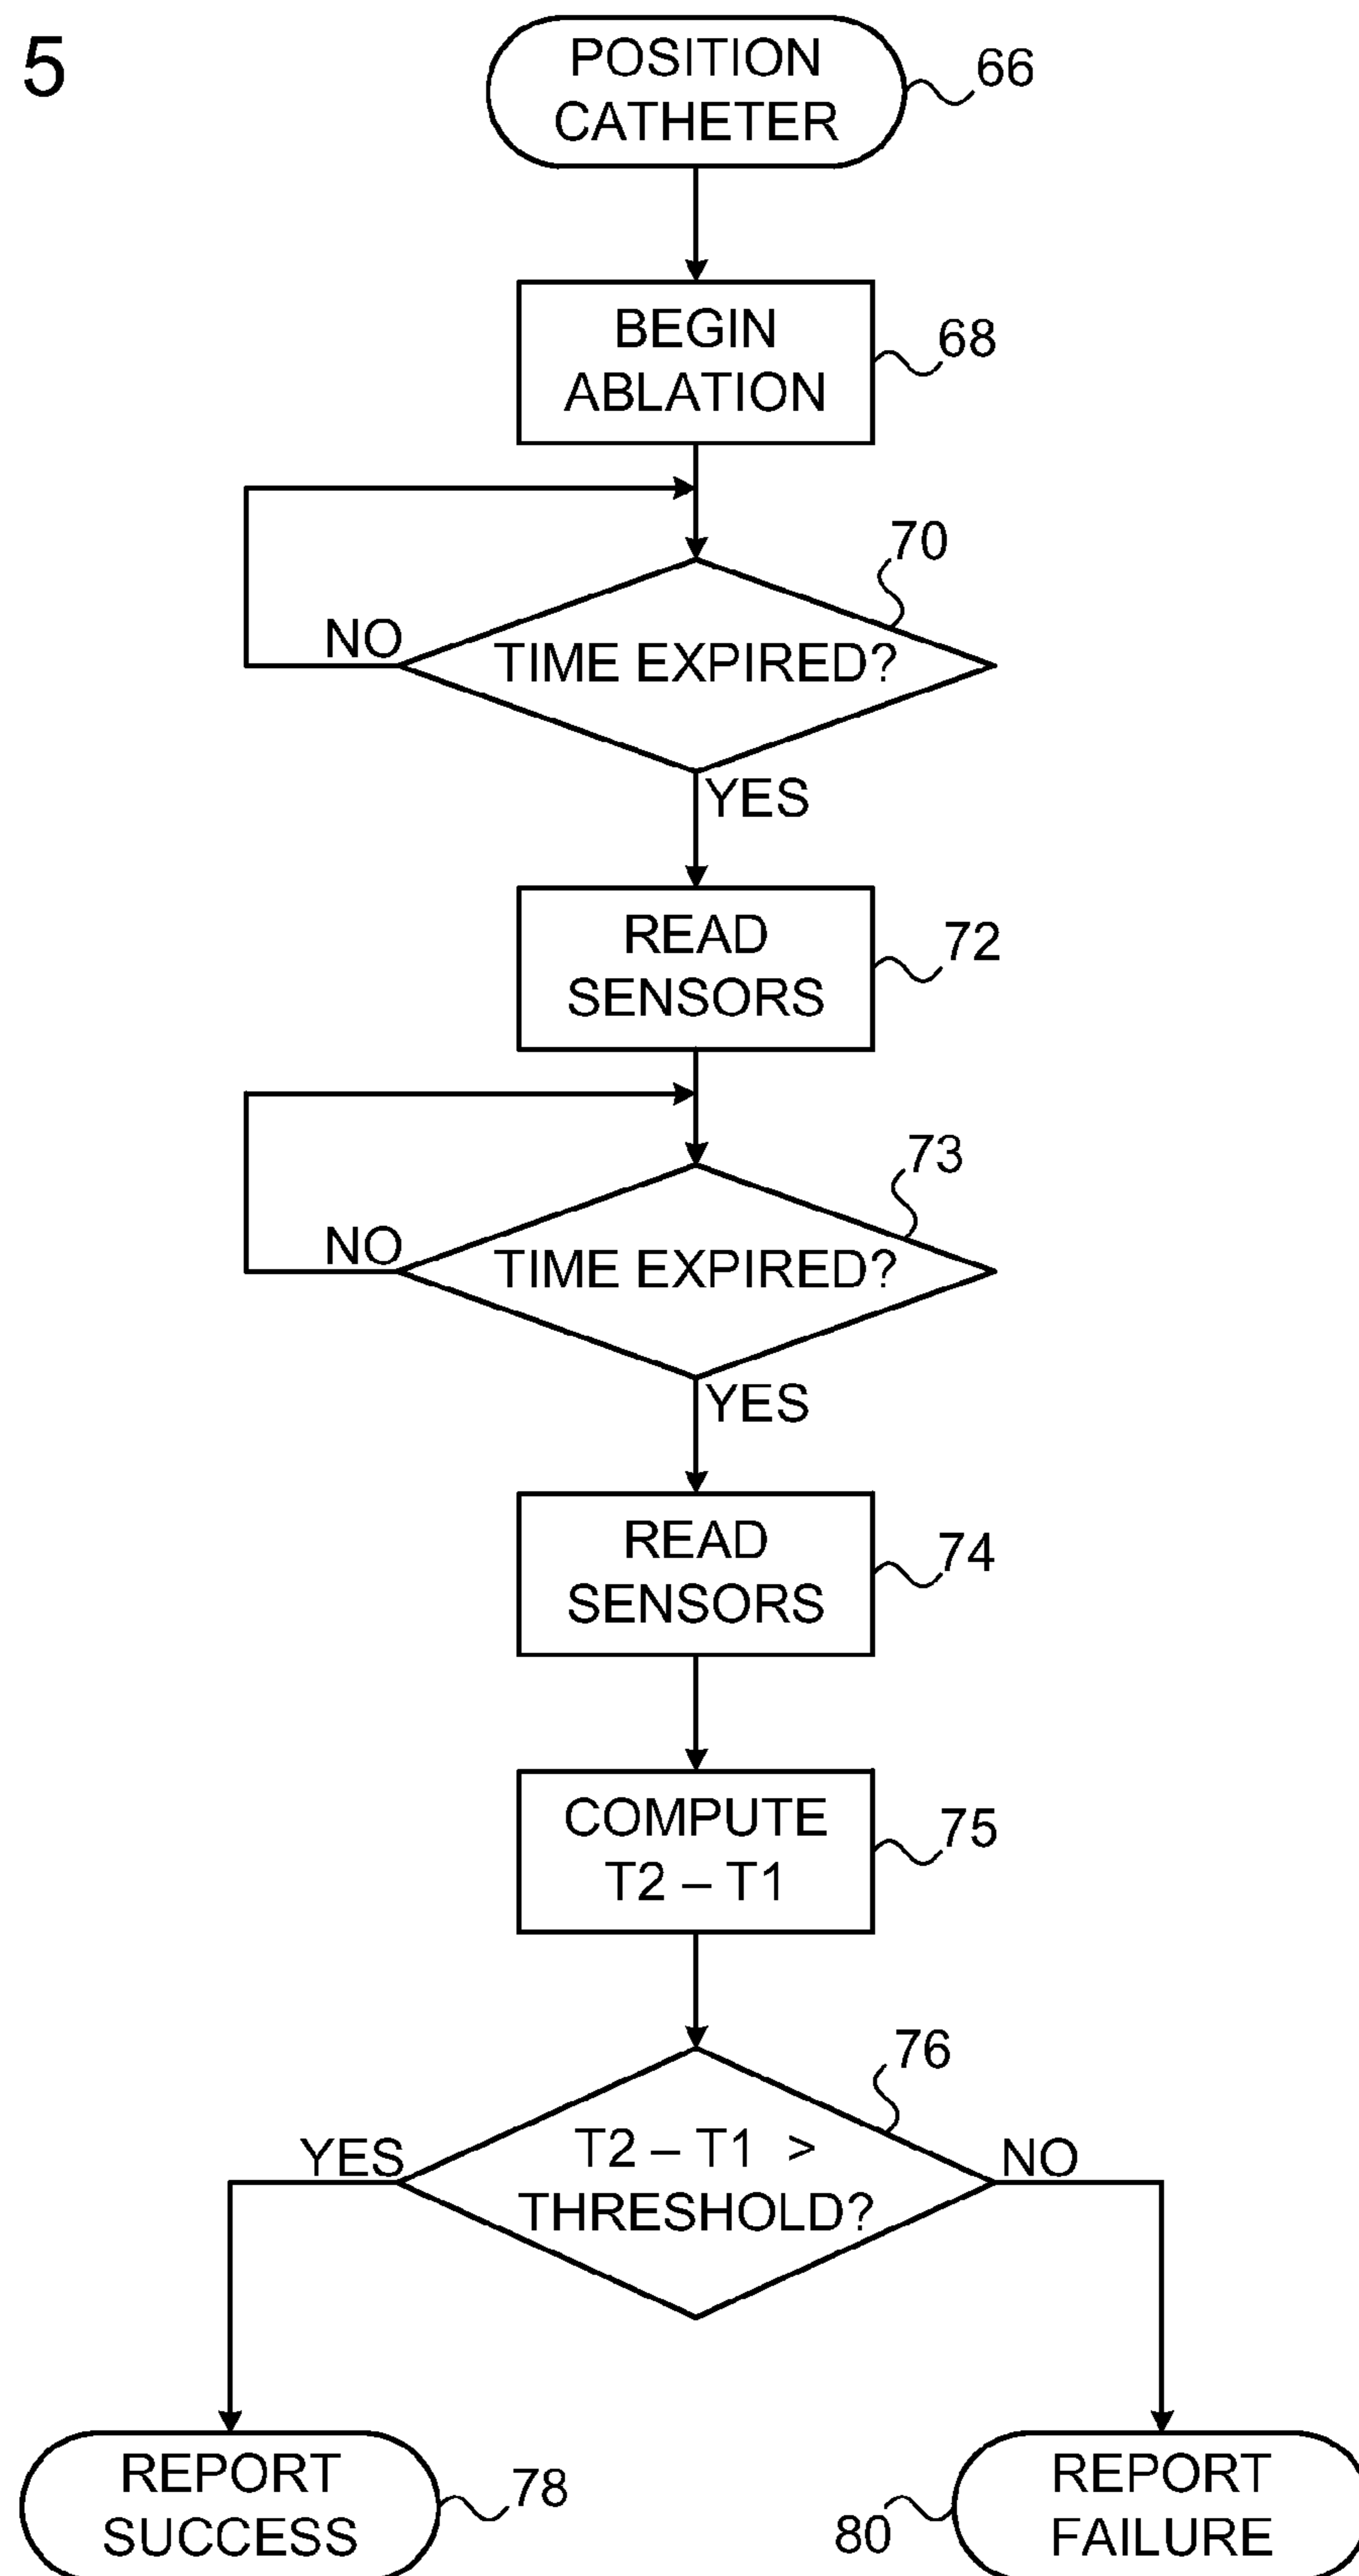 5
POSITION
CATHETER
66
BEGIN
ABLATION
68
70
NO
TIME EXPIRED?
YES
READ
SENSORS
72
73
NO
TIME EXPIRED?
YES
READ
SENSORS
74
COMPUTE
T2 – T1
75
76
YES
T2 – T1 >
THRESHOLD?
NO
REPORT
SUCCESS
78
80
REPORT
FAILURE